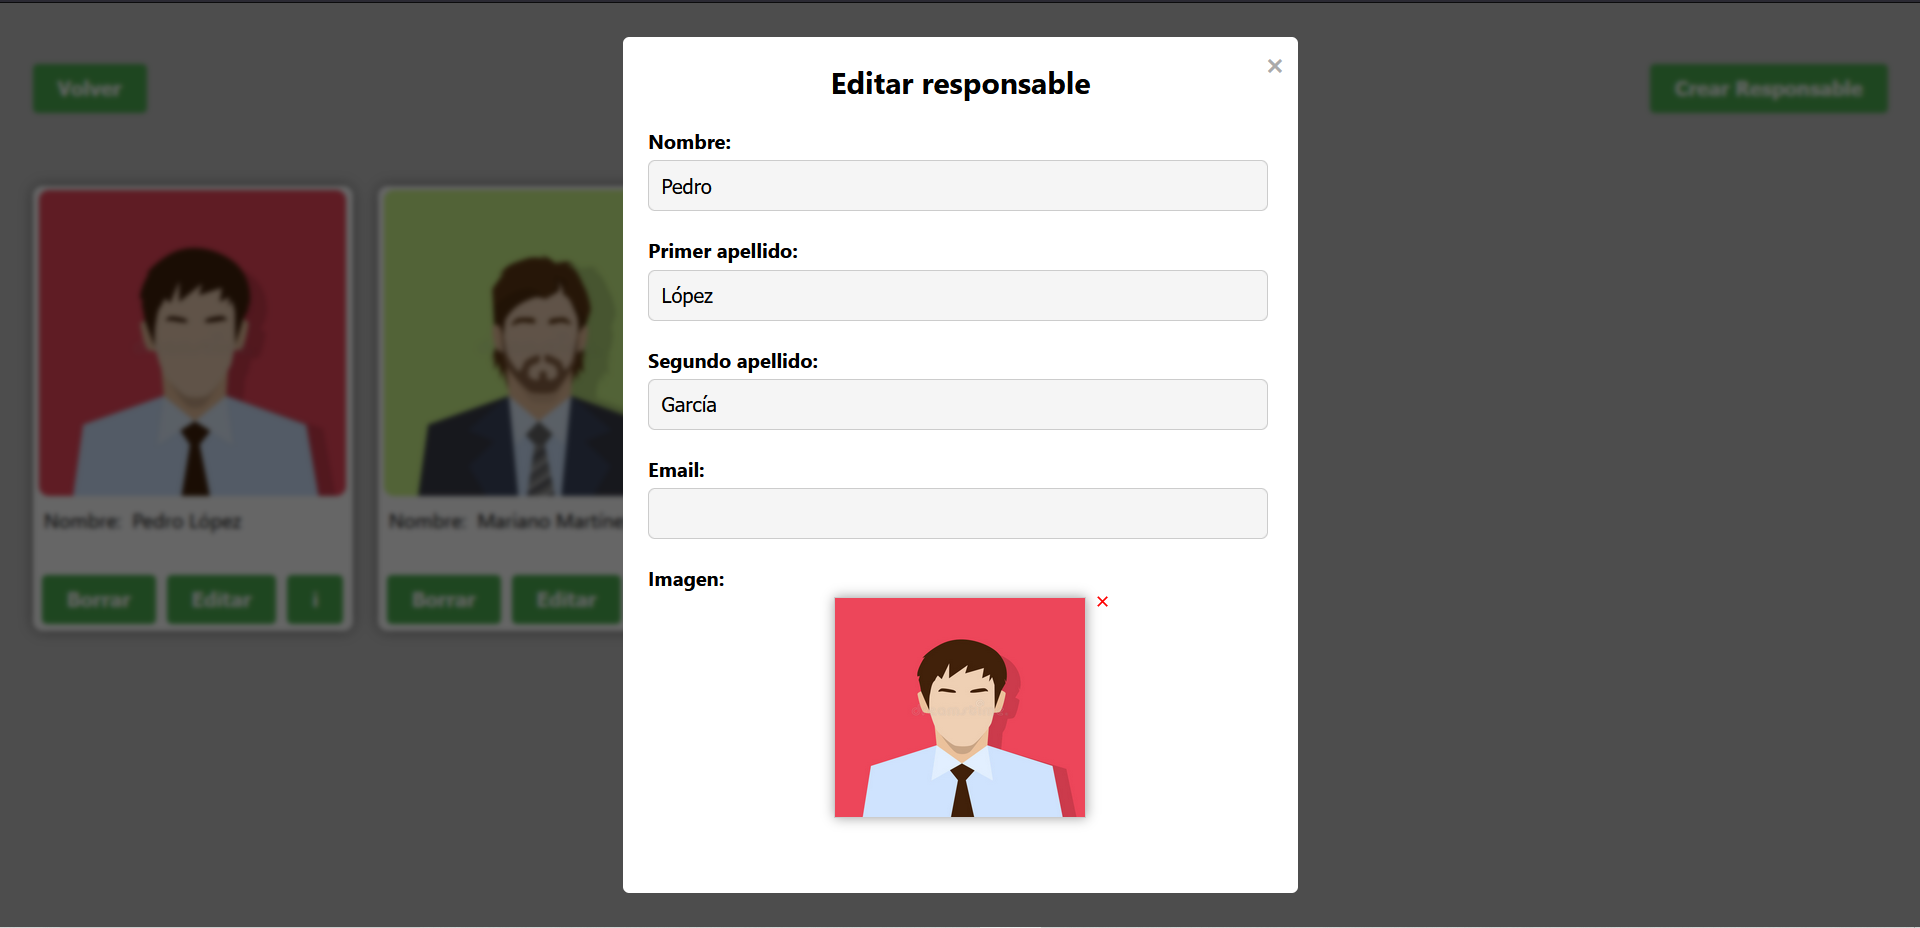 Volver
Crear Responsable
Nombre: Pedro López
Borrar
Editar
i
Nombre: Mariano Martíne
Borrar
Editar
Editar responsable
×
Nombre:
Pedro
Primer apellido:
López
Segundo apellido:
García
Email:
Imagen:
×